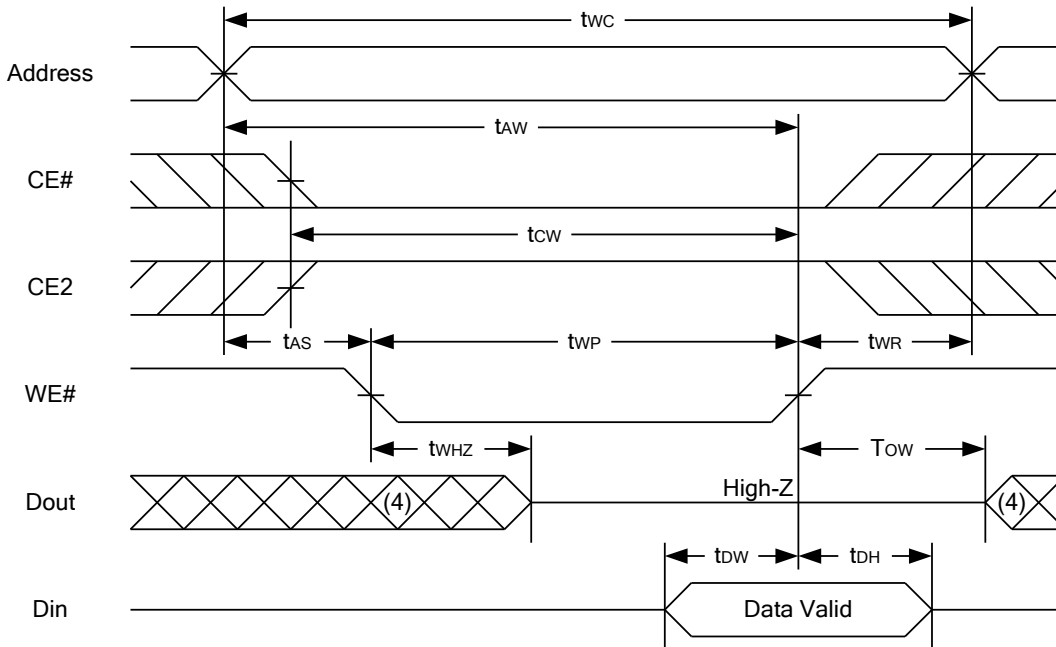 tWC
Address
tAW
CE#
tCW
CE2
tAS tWP tWR
WE#
tWHZ TOW
Dout (4) High-Z (4)
tDW tDH
Din Data Valid